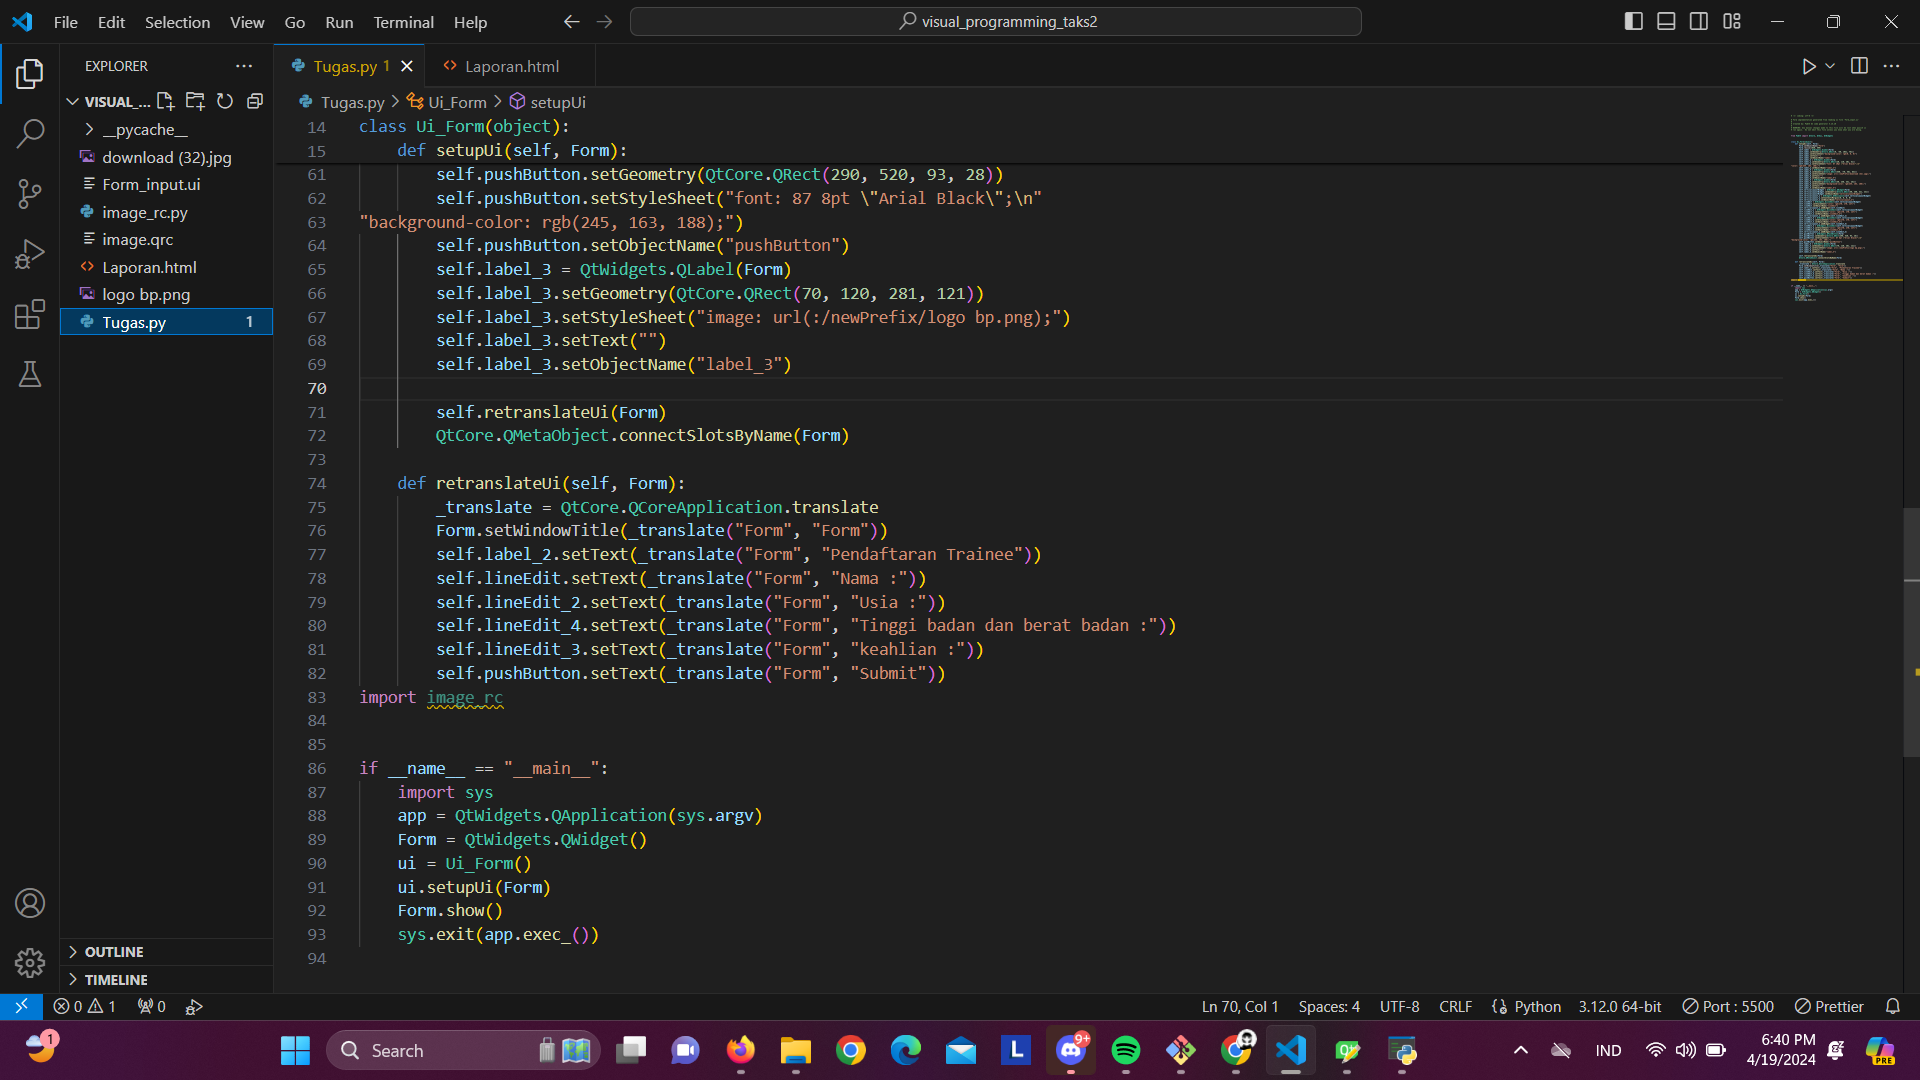 File Edit Selection View Go Run Terminal Help
visual_programming_taks2
EXPLORER
VISUAL_...
__pycache__
download (32).jpg
Form_input.ui
image_rc.py
image.qrc
Laporan.html
logo bp.png
Tugas.py 1
OUTLINE
TIMELINE
Tugas.py 1
Laporan.html
Tugas.py > Ui_Form > setupUi
14 class Ui_Form(object):
15 def setupUi(self, Form):
61 self.pushButton.setGeometry(QtCore.QRect(290, 520, 93, 28))
62 self.pushButton.setStyleSheet("font: 87 8pt \"Arial Black\";\n"
63 "background-color: rgb(245, 163, 188);")
64 self.pushButton.setObjectName("pushButton")
65 self.label_3 = QtWidgets.QLabel(Form)
66 self.label_3.setGeometry(QtCore.QRect(70, 120, 281, 121))
67 self.label_3.setStyleSheet("image: url(:/newPrefix/logo bp.png);")
68 self.label_3.setText("")
69 self.label_3.setObjectName("label_3")
70
71 self.retranslateUi(Form)
72 QtCore.QMetaObject.connectSlotsByName(Form)
73
74 def retranslateUi(self, Form):
75 _translate = QtCore.QCoreApplication.translate
76 Form.setWindowTitle(_translate("Form", "Form"))
77 self.label_2.setText(_translate("Form", "Pendaftaran Trainee"))
78 self.lineEdit.setText(_translate("Form", "Nama :"))
79 self.lineEdit_2.setText(_translate("Form", "Usia :"))
80 self.lineEdit_4.setText(_translate("Form", "Tinggi badan dan berat badan :"))
81 self.lineEdit_3.setText(_translate("Form", "keahlian :"))
82 self.pushButton.setText(_translate("Form", "Submit"))
83 import image_rc
84
85
86 if __name__ == "__main__":
87 import sys
88 app = QtWidgets.QApplication(sys.argv)
89 Form = QtWidgets.QWidget()
90 ui = Ui_Form()
91 ui.setupUi(Form)
92 Form.show()
93 sys.exit(app.exec_())
94
0 1 0 Ln 70, Col 1 Spaces: 4 UTF-8 CRLF Python 3.12.0 64-bit Port : 5500 Prettier
1 Search L 9+ Qt IND 6:40 PM
4/19/2024 PRE